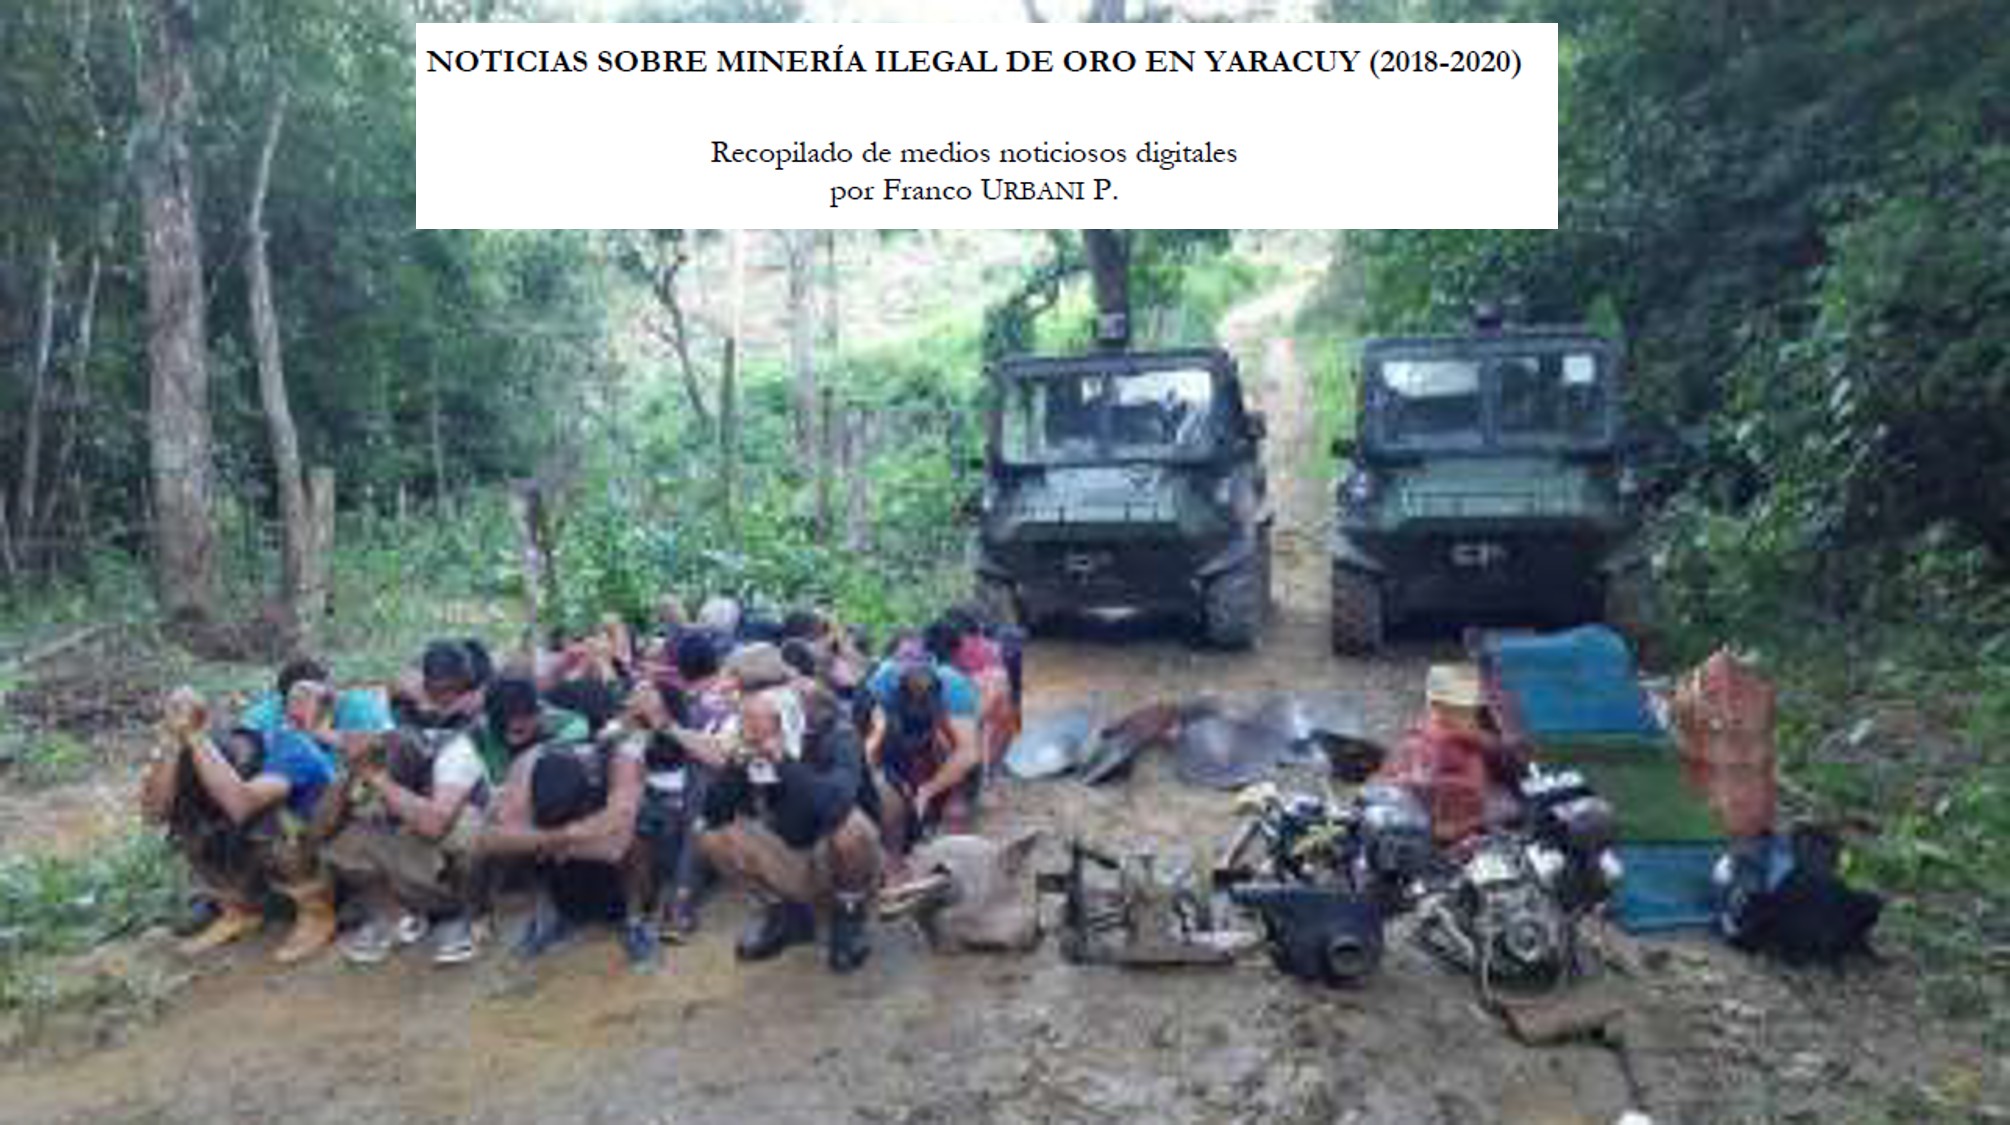 NOTICIAS SOBRE MINERÍA ILEGAL DE ORO EN YARACUY (2018-2020)
Recopilado de medios noticiosos digitales
por Franco URBANI P.